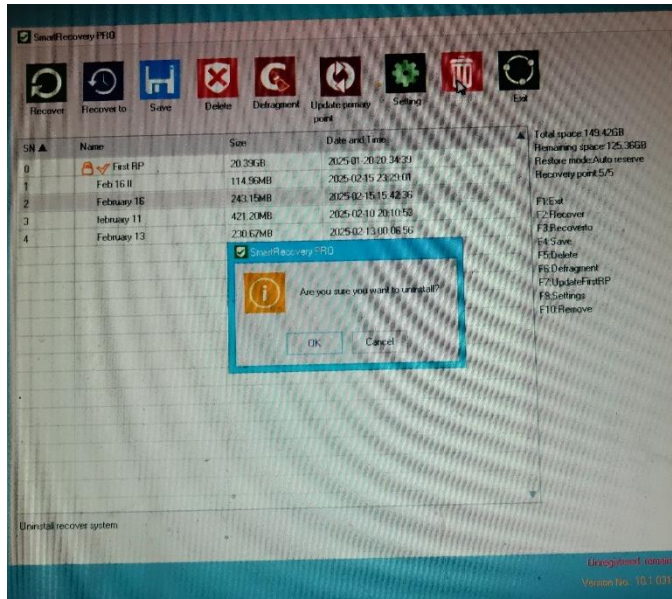 SmartRecovery PRO
Recover
Recover to
Save
Delete
Defragment
Update primary
point
Setting
Exit
SN
Name
Size
Date and Time
0 First RP 20.39GB 2025-01-20 20:34:39
1 Feb 16 II 114.96MB 2025-02-15 23:29:01
2 February 16 243.15MB 2025-02-15 15:42:36
3 february 11 421.20MB 2025-02-10 20:10:53
4 February 13 230.67MB 2025-02-13 00:06:56
Total space:149.42GB
Remaining space:125.36GB
Restore mode:Auto reserve
Recovery point:5/5
F1:Exit
F2:Recover
F3:Recoverto
F4:Save
F5:Delete
F6:Defragment
F7:UpdateFirstRP
F8:Settings
F10:Remove
SmartRecovery PRO
Are you sure you want to uninstall?
OK
Cancel
Uninstall recover system
Unregistered
Version No.: 10.1.031